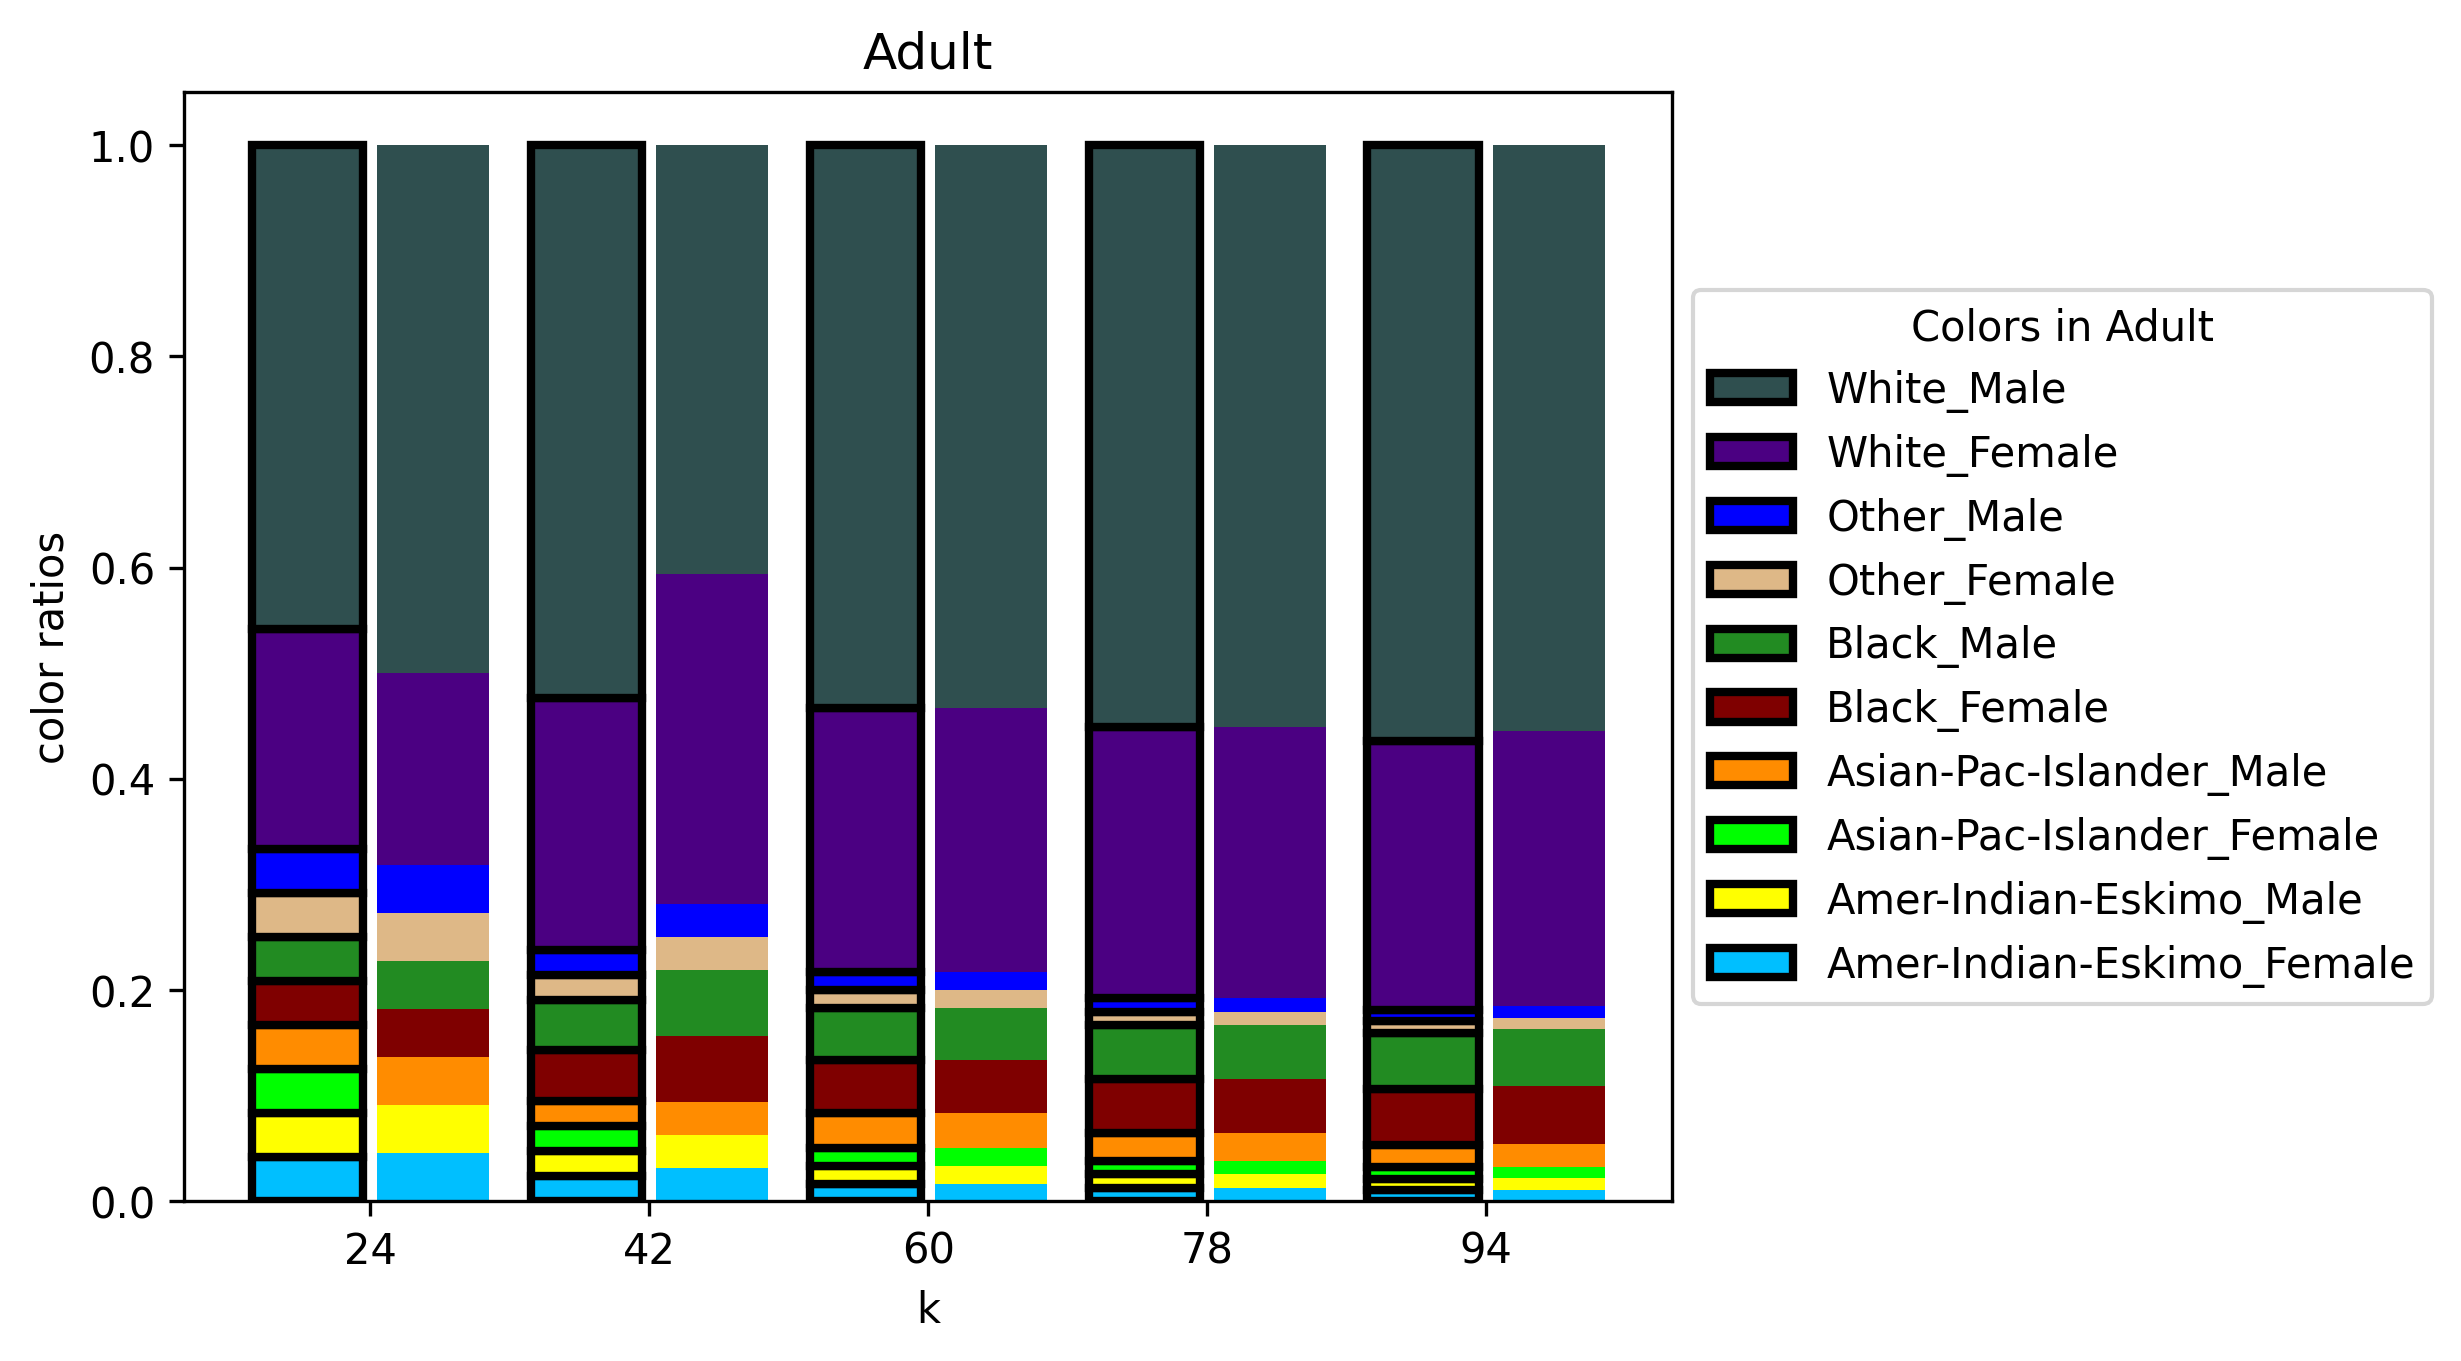 Adult
1.0
0.8
0.6
0.4
0.2
0.0
color ratios
24 42 60 78 94
k
Colors in Adult
White_Male
White_Female
Other_Male
Other_Female
Black_Male
Black_Female
Asian-Pac-Islander_Male
Asian-Pac-Islander_Female
Amer-Indian-Eskimo_Male
Amer-Indian-Eskimo_Female